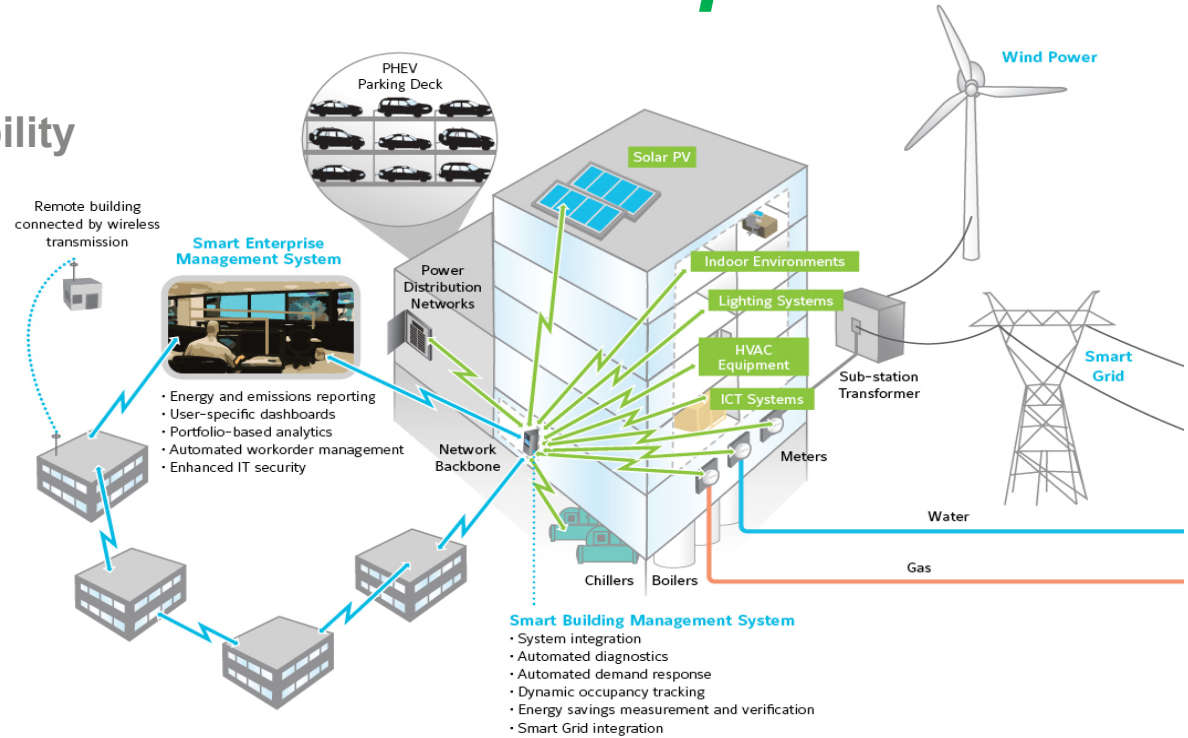 PHEV
Parking Deck
Wind Power
Solar PV
Remote building
connected by wireless
transmission
Smart Enterprise
Management System
Power
Distribution
Networks
Indoor Environments
Lighting Systems
HVAC
Equipment
ICT Systems
Sub-station
Transformer
Smart
Grid
• Energy and emissions reporting
• User-specific dashboards
• Portfolio-based analytics
• Automated workorder management
• Enhanced IT security
Network
Backbone
Meters
Water
Gas
Chillers
Boilers
Smart Building Management System
• System integration
• Automated diagnostics
• Automated demand response
• Dynamic occupancy tracking
• Energy savings measurement and verification
• Smart Grid integration